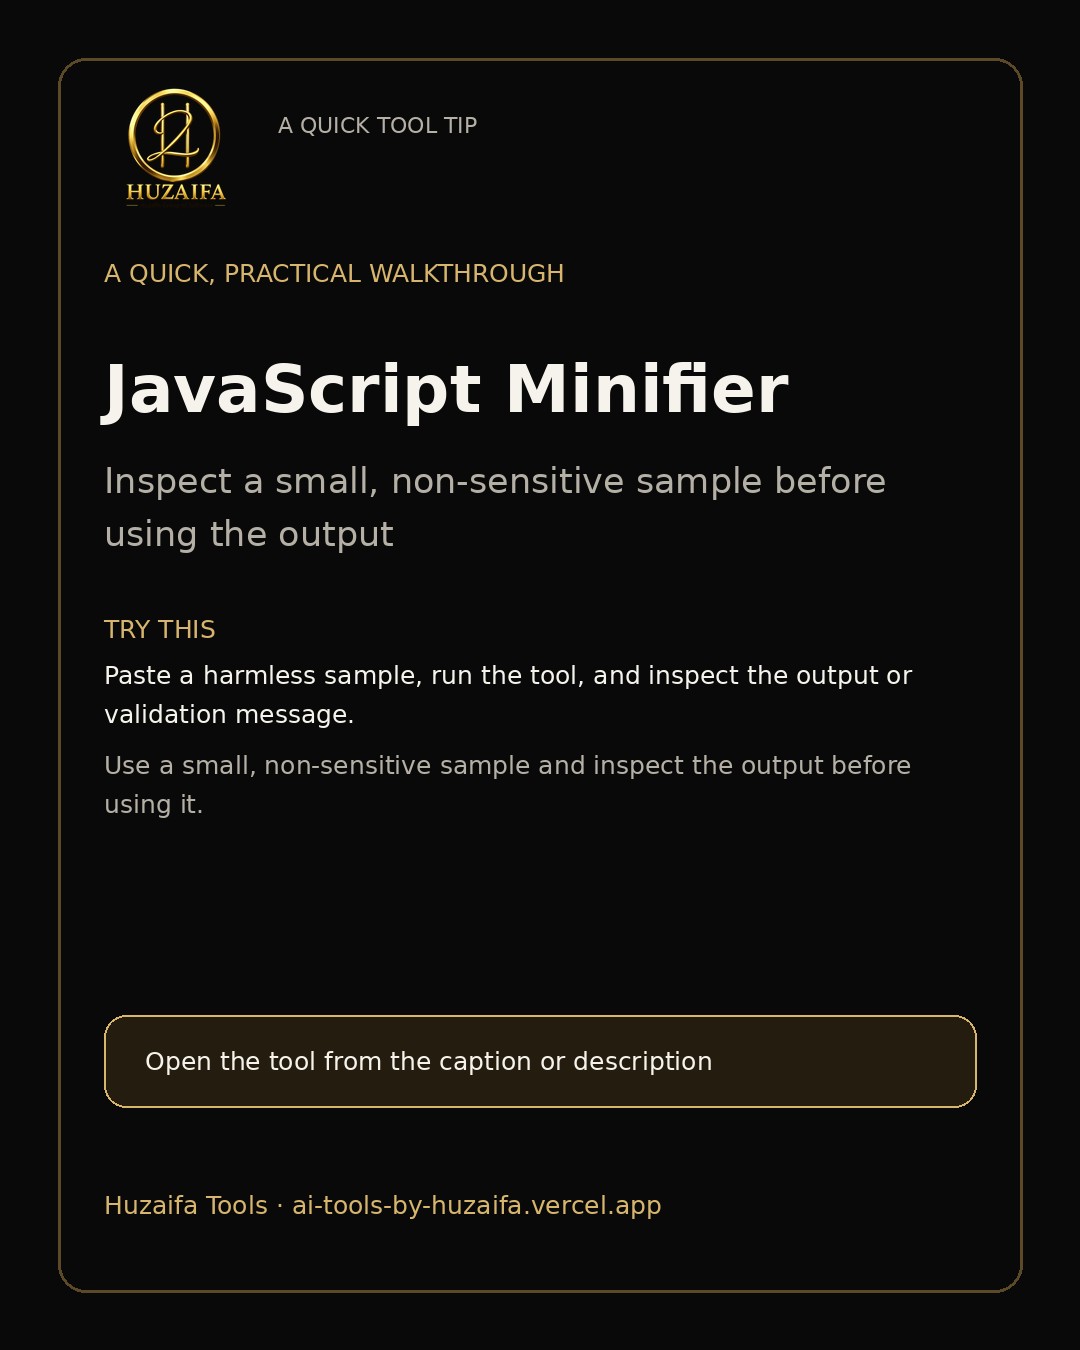 HUZAIFA
A QUICK TOOL TIP
A QUICK, PRACTICAL WALKTHROUGH
JavaScript Minifier
Inspect a small, non-sensitive sample before
using the output
TRY THIS
Paste a harmless sample, run the tool, and inspect the output or
validation message.
Use a small, non-sensitive sample and inspect the output before
using it.
Open the tool from the caption or description
Huzaifa Tools · ai-tools-by-huzaifa.vercel.app